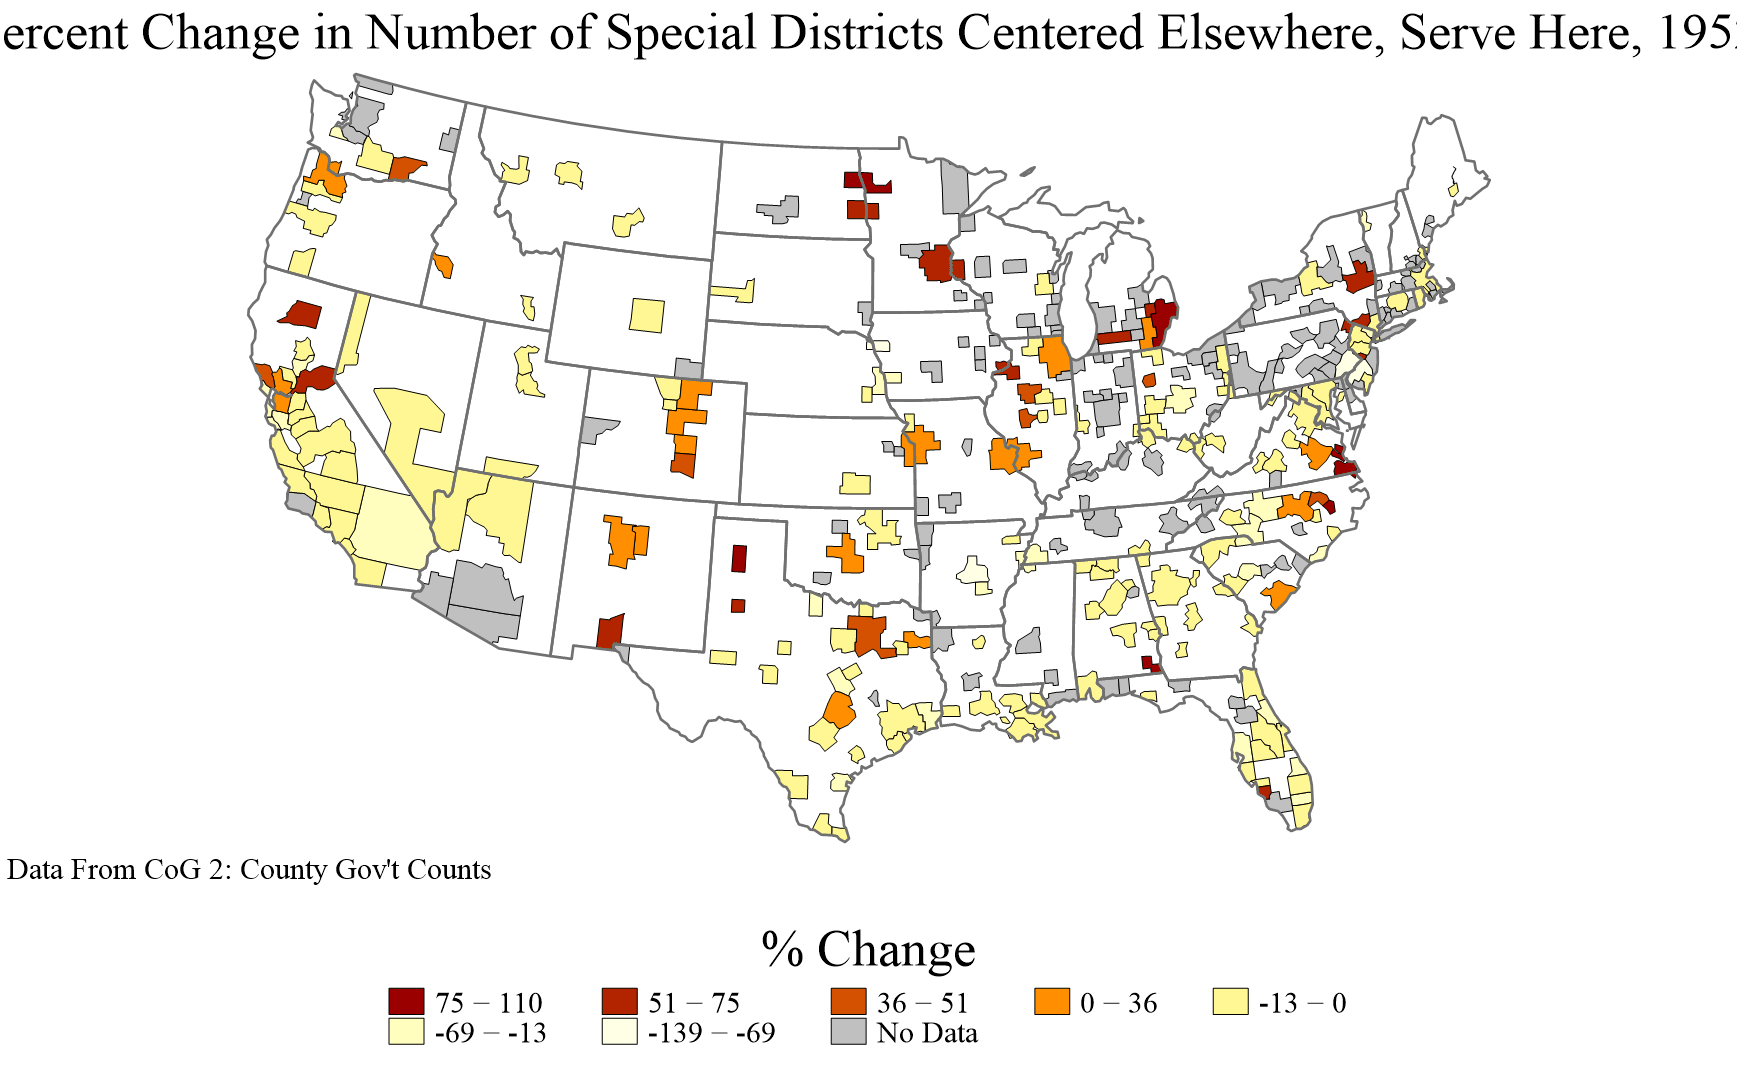 ercent Change in Number of Special Districts Centered Elsewhere, Serve Here, 195
Data From CoG 2: County Gov't Counts
% Change
75 – 110 51 – 75 36 – 51 0 – 36 -13 – 0
-69 – -13 -139 – -69 No Data